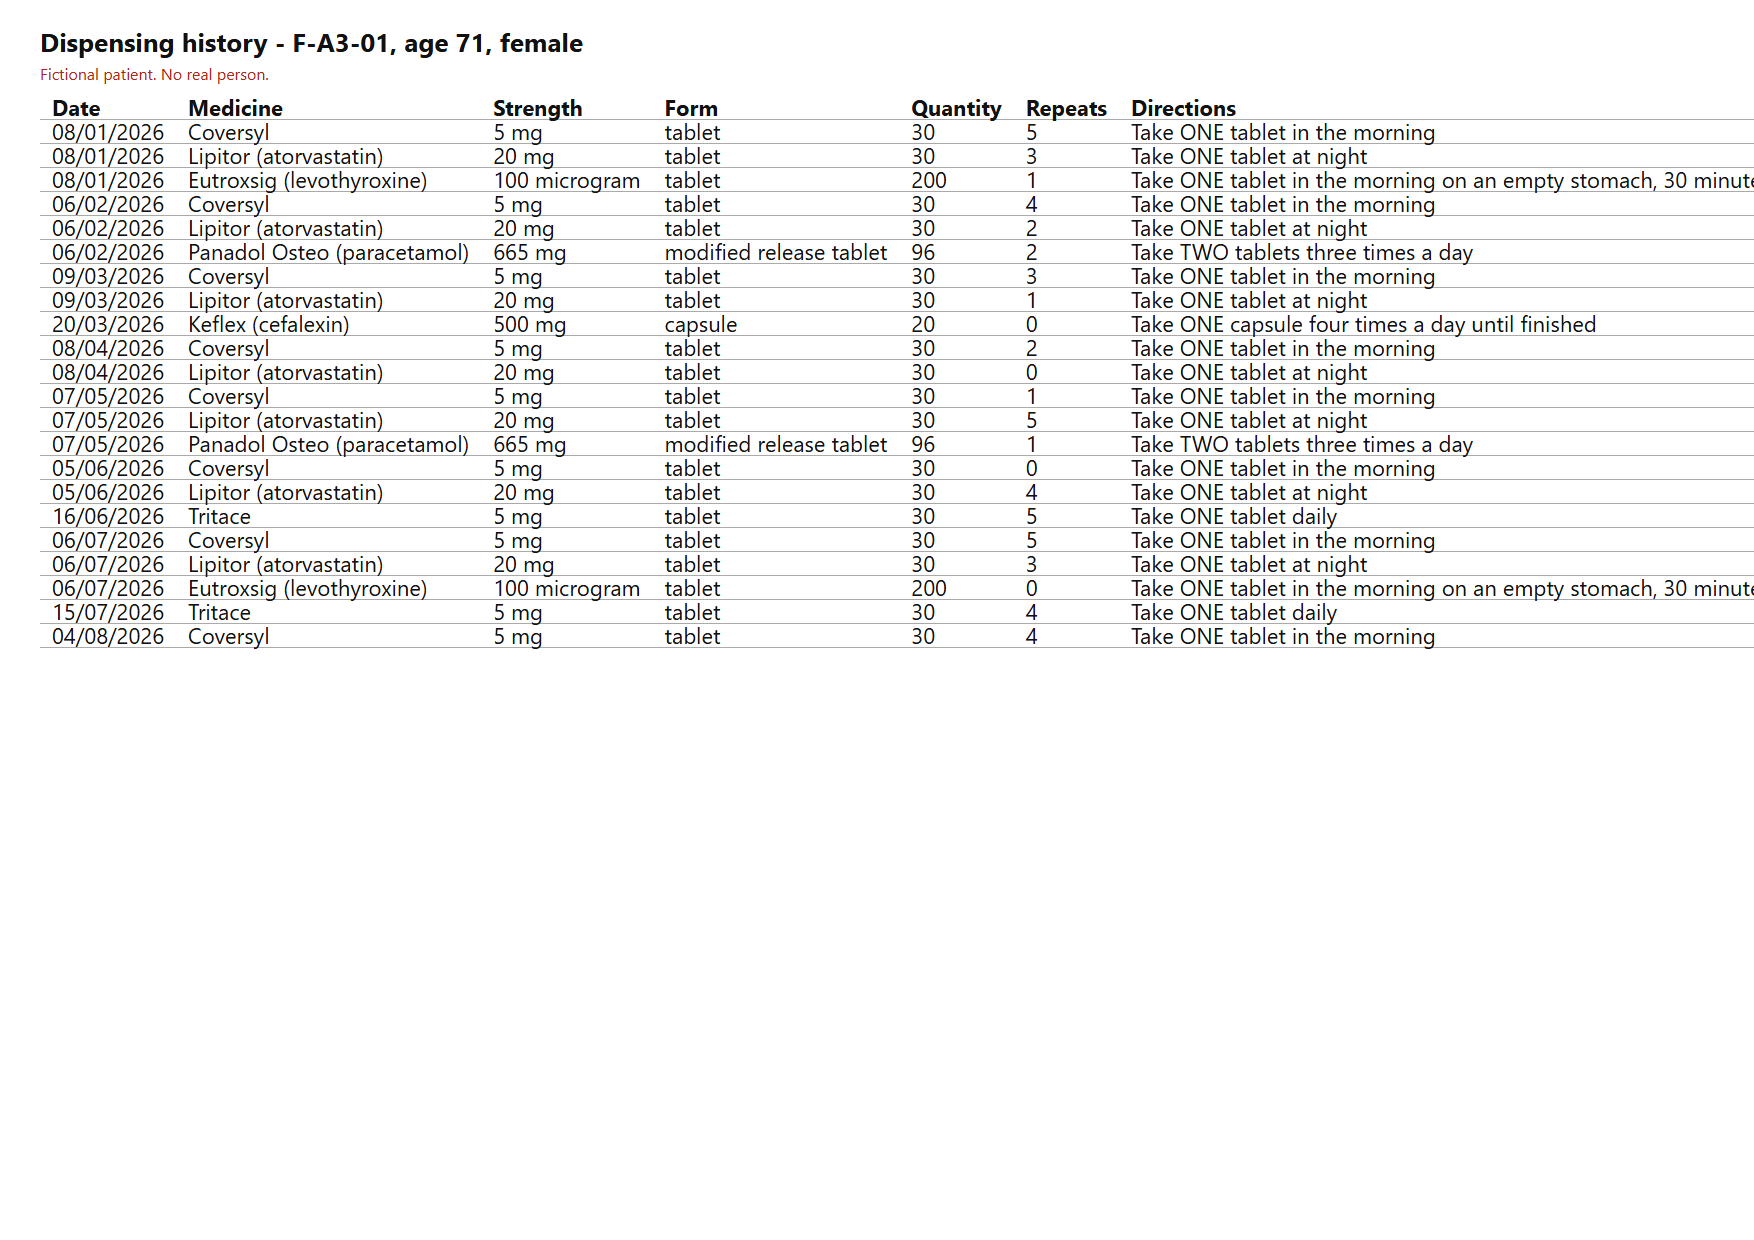 Dispensing history - F-A3-01, age 71, female
Fictional patient. No real person.
Date Medicine Strength Form Quantity Repeats Directions
08/01/2026 Coversyl 5 mg tablet 30 5 Take ONE tablet in the morning
08/01/2026 Lipitor (atorvastatin) 20 mg tablet 30 3 Take ONE tablet at night
08/01/2026 Eutroxsig (levothyroxine) 100 microgram tablet 200 1 Take ONE tablet in the morning on an empty stomach, 30 minute
06/02/2026 Coversyl 5 mg tablet 30 4 Take ONE tablet in the morning
06/02/2026 Lipitor (atorvastatin) 20 mg tablet 30 2 Take ONE tablet at night
06/02/2026 Panadol Osteo (paracetamol) 665 mg modified release tablet 96 2 Take TWO tablets three times a day
09/03/2026 Coversyl 5 mg tablet 30 3 Take ONE tablet in the morning
09/03/2026 Lipitor (atorvastatin) 20 mg tablet 30 1 Take ONE tablet at night
20/03/2026 Keflex (cefalexin) 500 mg capsule 20 0 Take ONE capsule four times a day until finished
08/04/2026 Coversyl 5 mg tablet 30 2 Take ONE tablet in the morning
08/04/2026 Lipitor (atorvastatin) 20 mg tablet 30 0 Take ONE tablet at night
07/05/2026 Coversyl 5 mg tablet 30 1 Take ONE tablet in the morning
07/05/2026 Lipitor (atorvastatin) 20 mg tablet 30 5 Take ONE tablet at night
07/05/2026 Panadol Osteo (paracetamol) 665 mg modified release tablet 96 1 Take TWO tablets three times a day
05/06/2026 Coversyl 5 mg tablet 30 0 Take ONE tablet in the morning
05/06/2026 Lipitor (atorvastatin) 20 mg tablet 30 4 Take ONE tablet at night
16/06/2026 Tritace 5 mg tablet 30 5 Take ONE tablet daily
06/07/2026 Coversyl 5 mg tablet 30 5 Take ONE tablet in the morning
06/07/2026 Lipitor (atorvastatin) 20 mg tablet 30 3 Take ONE tablet at night
06/07/2026 Eutroxsig (levothyroxine) 100 microgram tablet 200 0 Take ONE tablet in the morning on an empty stomach, 30 minute
15/07/2026 Tritace 5 mg tablet 30 4 Take ONE tablet daily
04/08/2026 Coversyl 5 mg tablet 30 4 Take ONE tablet in the morning